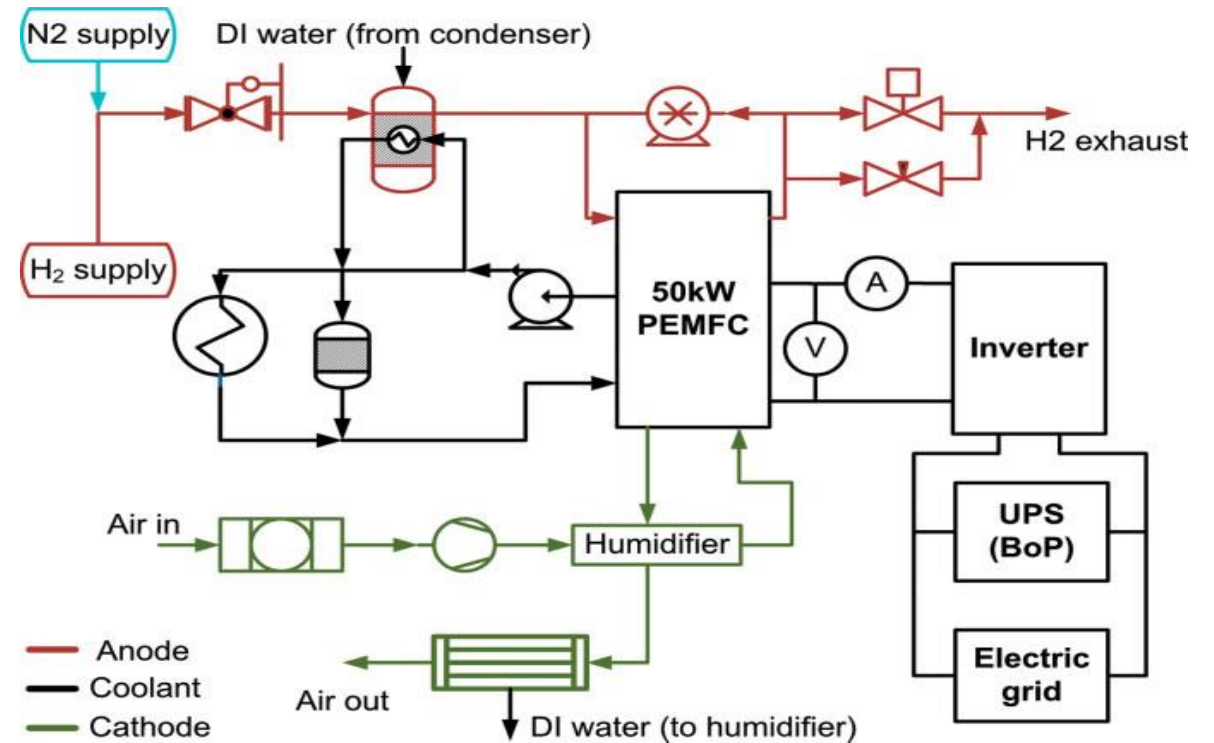 N2 supply
DI water (from condenser)
H2 exhaust
H₂ supply
50kW
PEMFC
A
V
Inverter
Air in
Humidifier
UPS
(BoP)
Anode
Coolant
Cathode
Air out
DI water (to humidifier)
Electric
grid